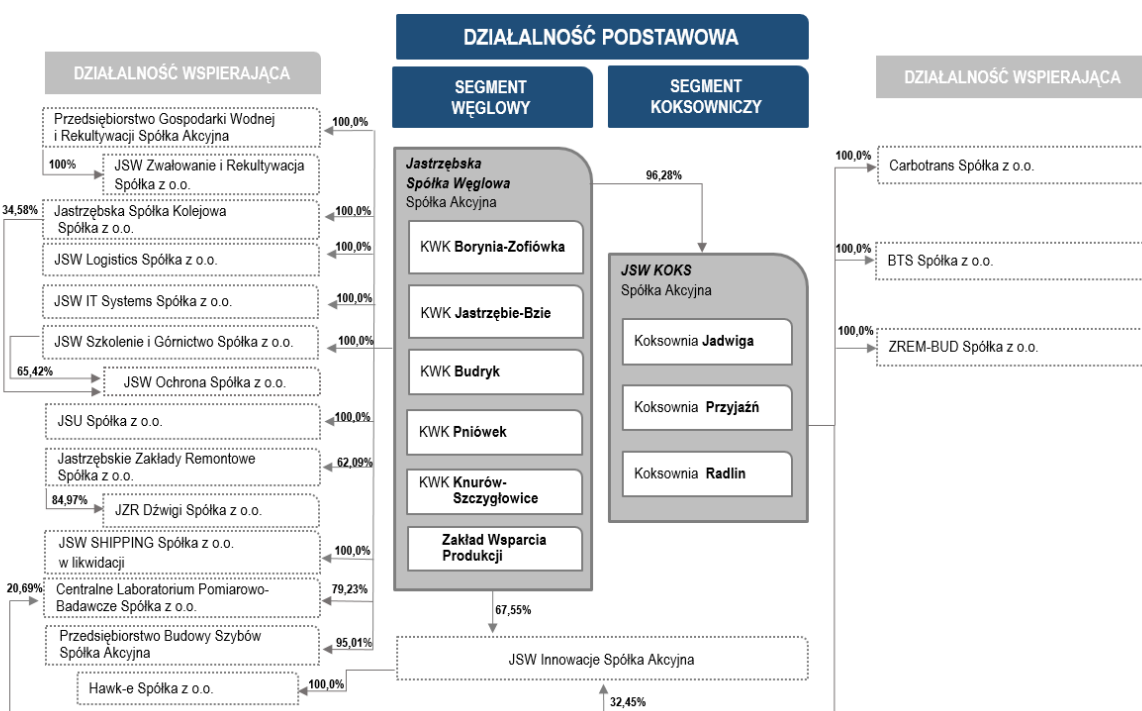 DZIAŁALNOŚĆ PODSTAWOWA
DZIAŁALNOŚĆ WSPIERAJĄCA
SEGMENT
WĘGLOWY
SEGMENT
KOKSOWNICZY
DZIAŁALNOŚĆ WSPIERAJĄCA
Przedsiębiorstwo Gospodarki Wodnej
i Rekultywacji Spółka Akcyjna
100,0%
100%
JSW Zwałowanie i Rekultywacja
Spółka z o.o.
34,58%
Jastrzębska Spółka Kolejowa
Spółka z o.o.
100,0%
JSW Logistics Spółka z o.o.
100,0%
JSW IT Systems Spółka z o.o.
100,0%
JSW Szkolenie i Górnictwo Spółka z o.o.
100,0%
65,42%
JSW Ochrona Spółka z o.o.
JSU Spółka z o.o.
100,0%
Jastrzębskie Zakłady Remontowe
Spółka z o.o.
62,09%
84,97%
JZR Dźwigi Spółka z o.o.
JSW SHIPPING Spółka z o.o.
w likwidacji
100,0%
20,69%
Centralne Laboratorium Pomiarowo-
Badawcze Spółka z o.o.
79,23%
Przedsiębiorstwo Budowy Szybów
Spółka Akcyjna
95,01%
Hawk-e Spółka z o.o.
100,0%
Jastrzębska
Spółka Węglowa
Spółka Akcyjna
KWK Borynia-Zofiówka
KWK Jastrzębie-Bzie
KWK Budryk
KWK Pniówek
KWK Knurów-
Szczygłowice
Zakład Wsparcia
Produkcji
67,55%
JSW Innowacje Spółka Akcyjna
32,45%
96,28%
JSW KOKS
Spółka Akcyjna
Koksownia Jadwiga
Koksownia Przyjaźń
Koksownia Radlin
100,0%
Carbotrans Spółka z o.o.
100,0%
BTS Spółka z o.o.
100,0%
ZREM-BUD Spółka z o.o.